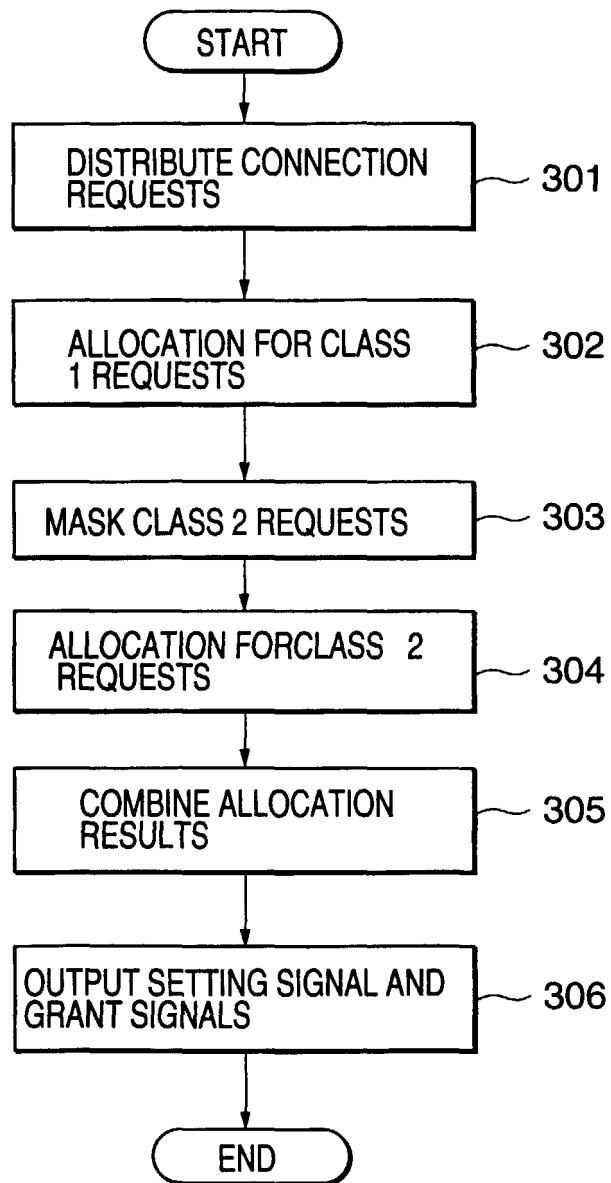 START
DISTRIBUTE CONNECTION
REQUESTS
301
ALLOCATION FOR CLASS
1 REQUESTS
302
MASK CLASS 2 REQUESTS
303
ALLOCATION FORCLASS 2
REQUESTS
304
COMBINE ALLOCATION
RESULTS
305
OUTPUT SETTING SIGNAL AND
GRANT SIGNALS
306
END